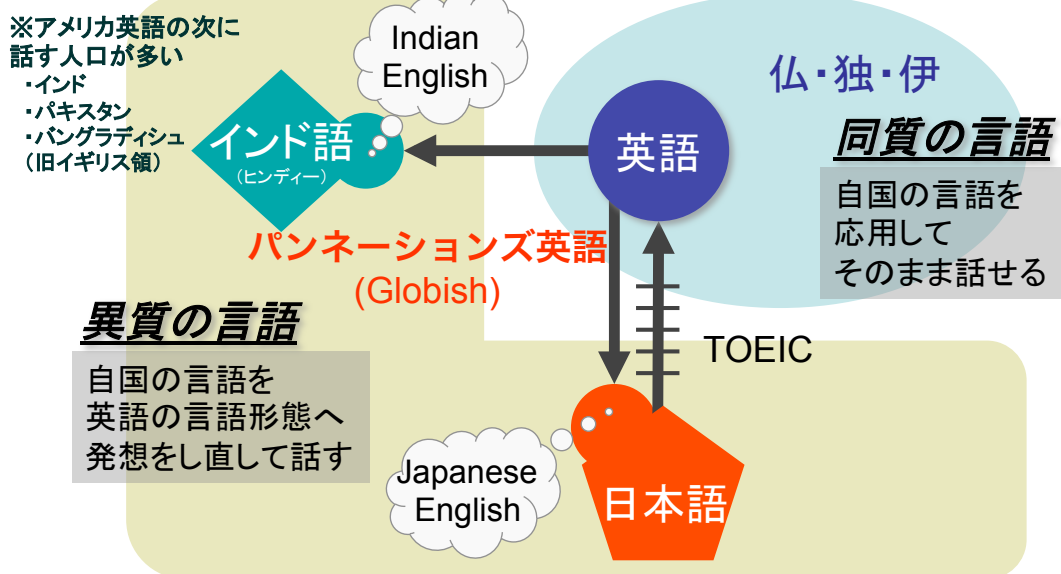 ※アメリカ英語の次に
話す人口が多い
・インド
・パキスタン
・バングラディシュ
(旧イギリス領)
Indian
English
インド語
(ヒンディー)
英語
仏・独・伊
同質の言語
自国の言語を
応用して
そのまま話せる
パンネーションズ英語
(Globish)
異質の言語
自国の言語を
英語の言語形態へ
発想をし直して話す
TOEIC
Japanese
English
日本語